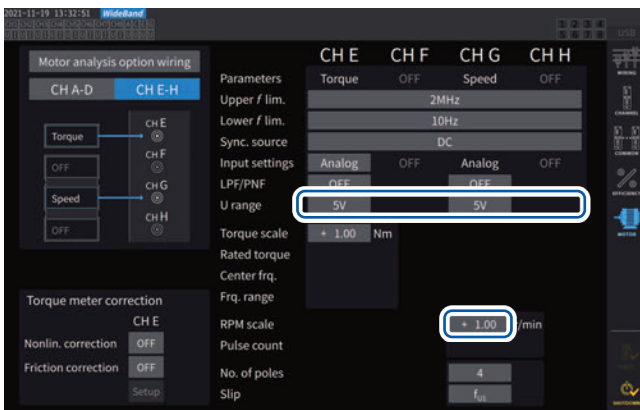 2021-11-19 13:32:51 WideBand
USB
Motor analysis option wiring
CH A-D CH E-H
Torque CH E
OFF CH F
Speed CH G
OFF CH H
CH E CH F CH G CH H
Parameters Torque OFF Speed OFF
Upper f lim. 2MHz
Lower f lim. 10Hz
Sync. source DC
Input settings Analog OFF Analog OFF
LPF/PNF OFF OFF
U range 5V 5V
Torque scale + 1.00 Nm
Rated torque
Center frq.
Frq. range
RPM scale + 1.00 /min
Pulse count
No. of poles 4
Slip fU1
Torque meter correction
CH E
Nonlin. correction OFF
Friction correction OFF
Setup
WIRING
CHANNEL
COMMON
EFFICIENCY
MOTOR
SHUTDOWN